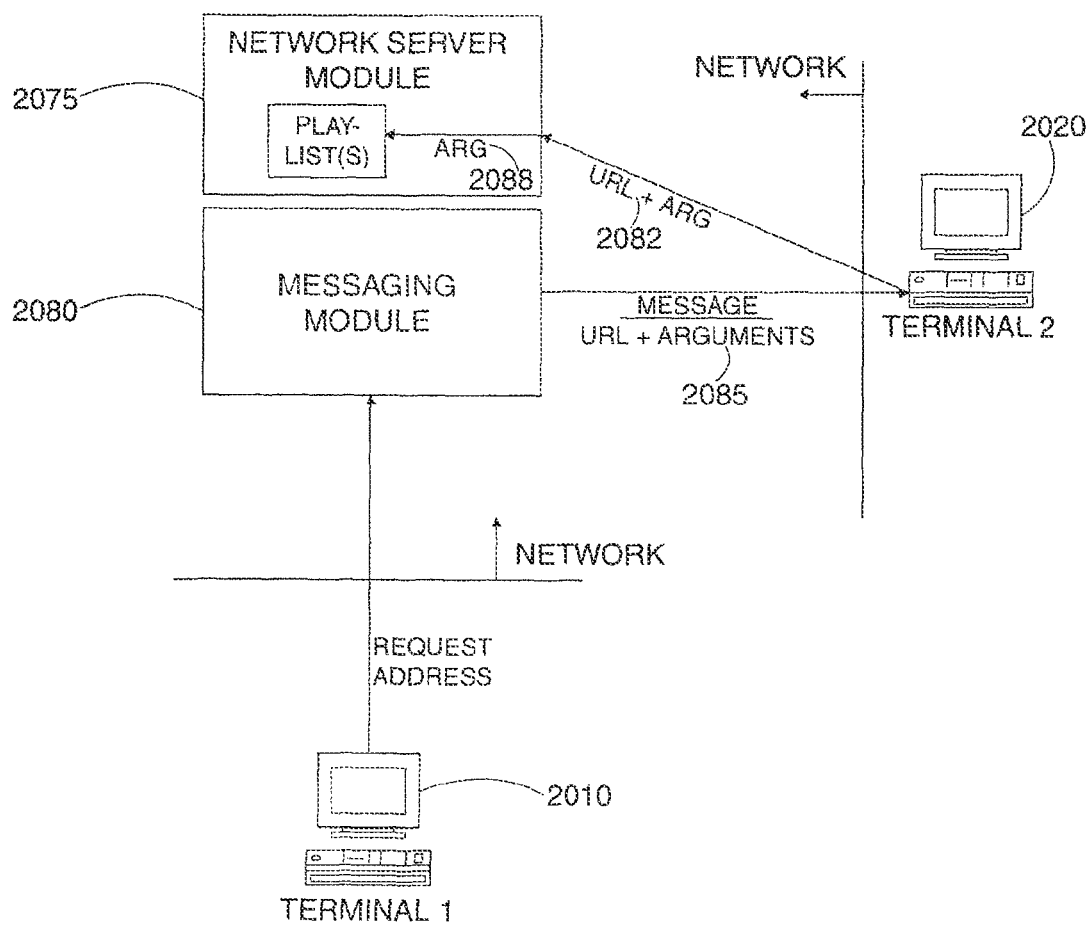 NETWORK SERVER
MODULE
2075
PLAY-
LIST(S)
ARG
2088
NETWORK
2020
URL + ARG
2082
2080
MESSAGING
MODULE
MESSAGE
URL + ARGUMENTS
2085
TERMINAL 2
NETWORK
REQUEST
ADDRESS
2010
TERMINAL 1